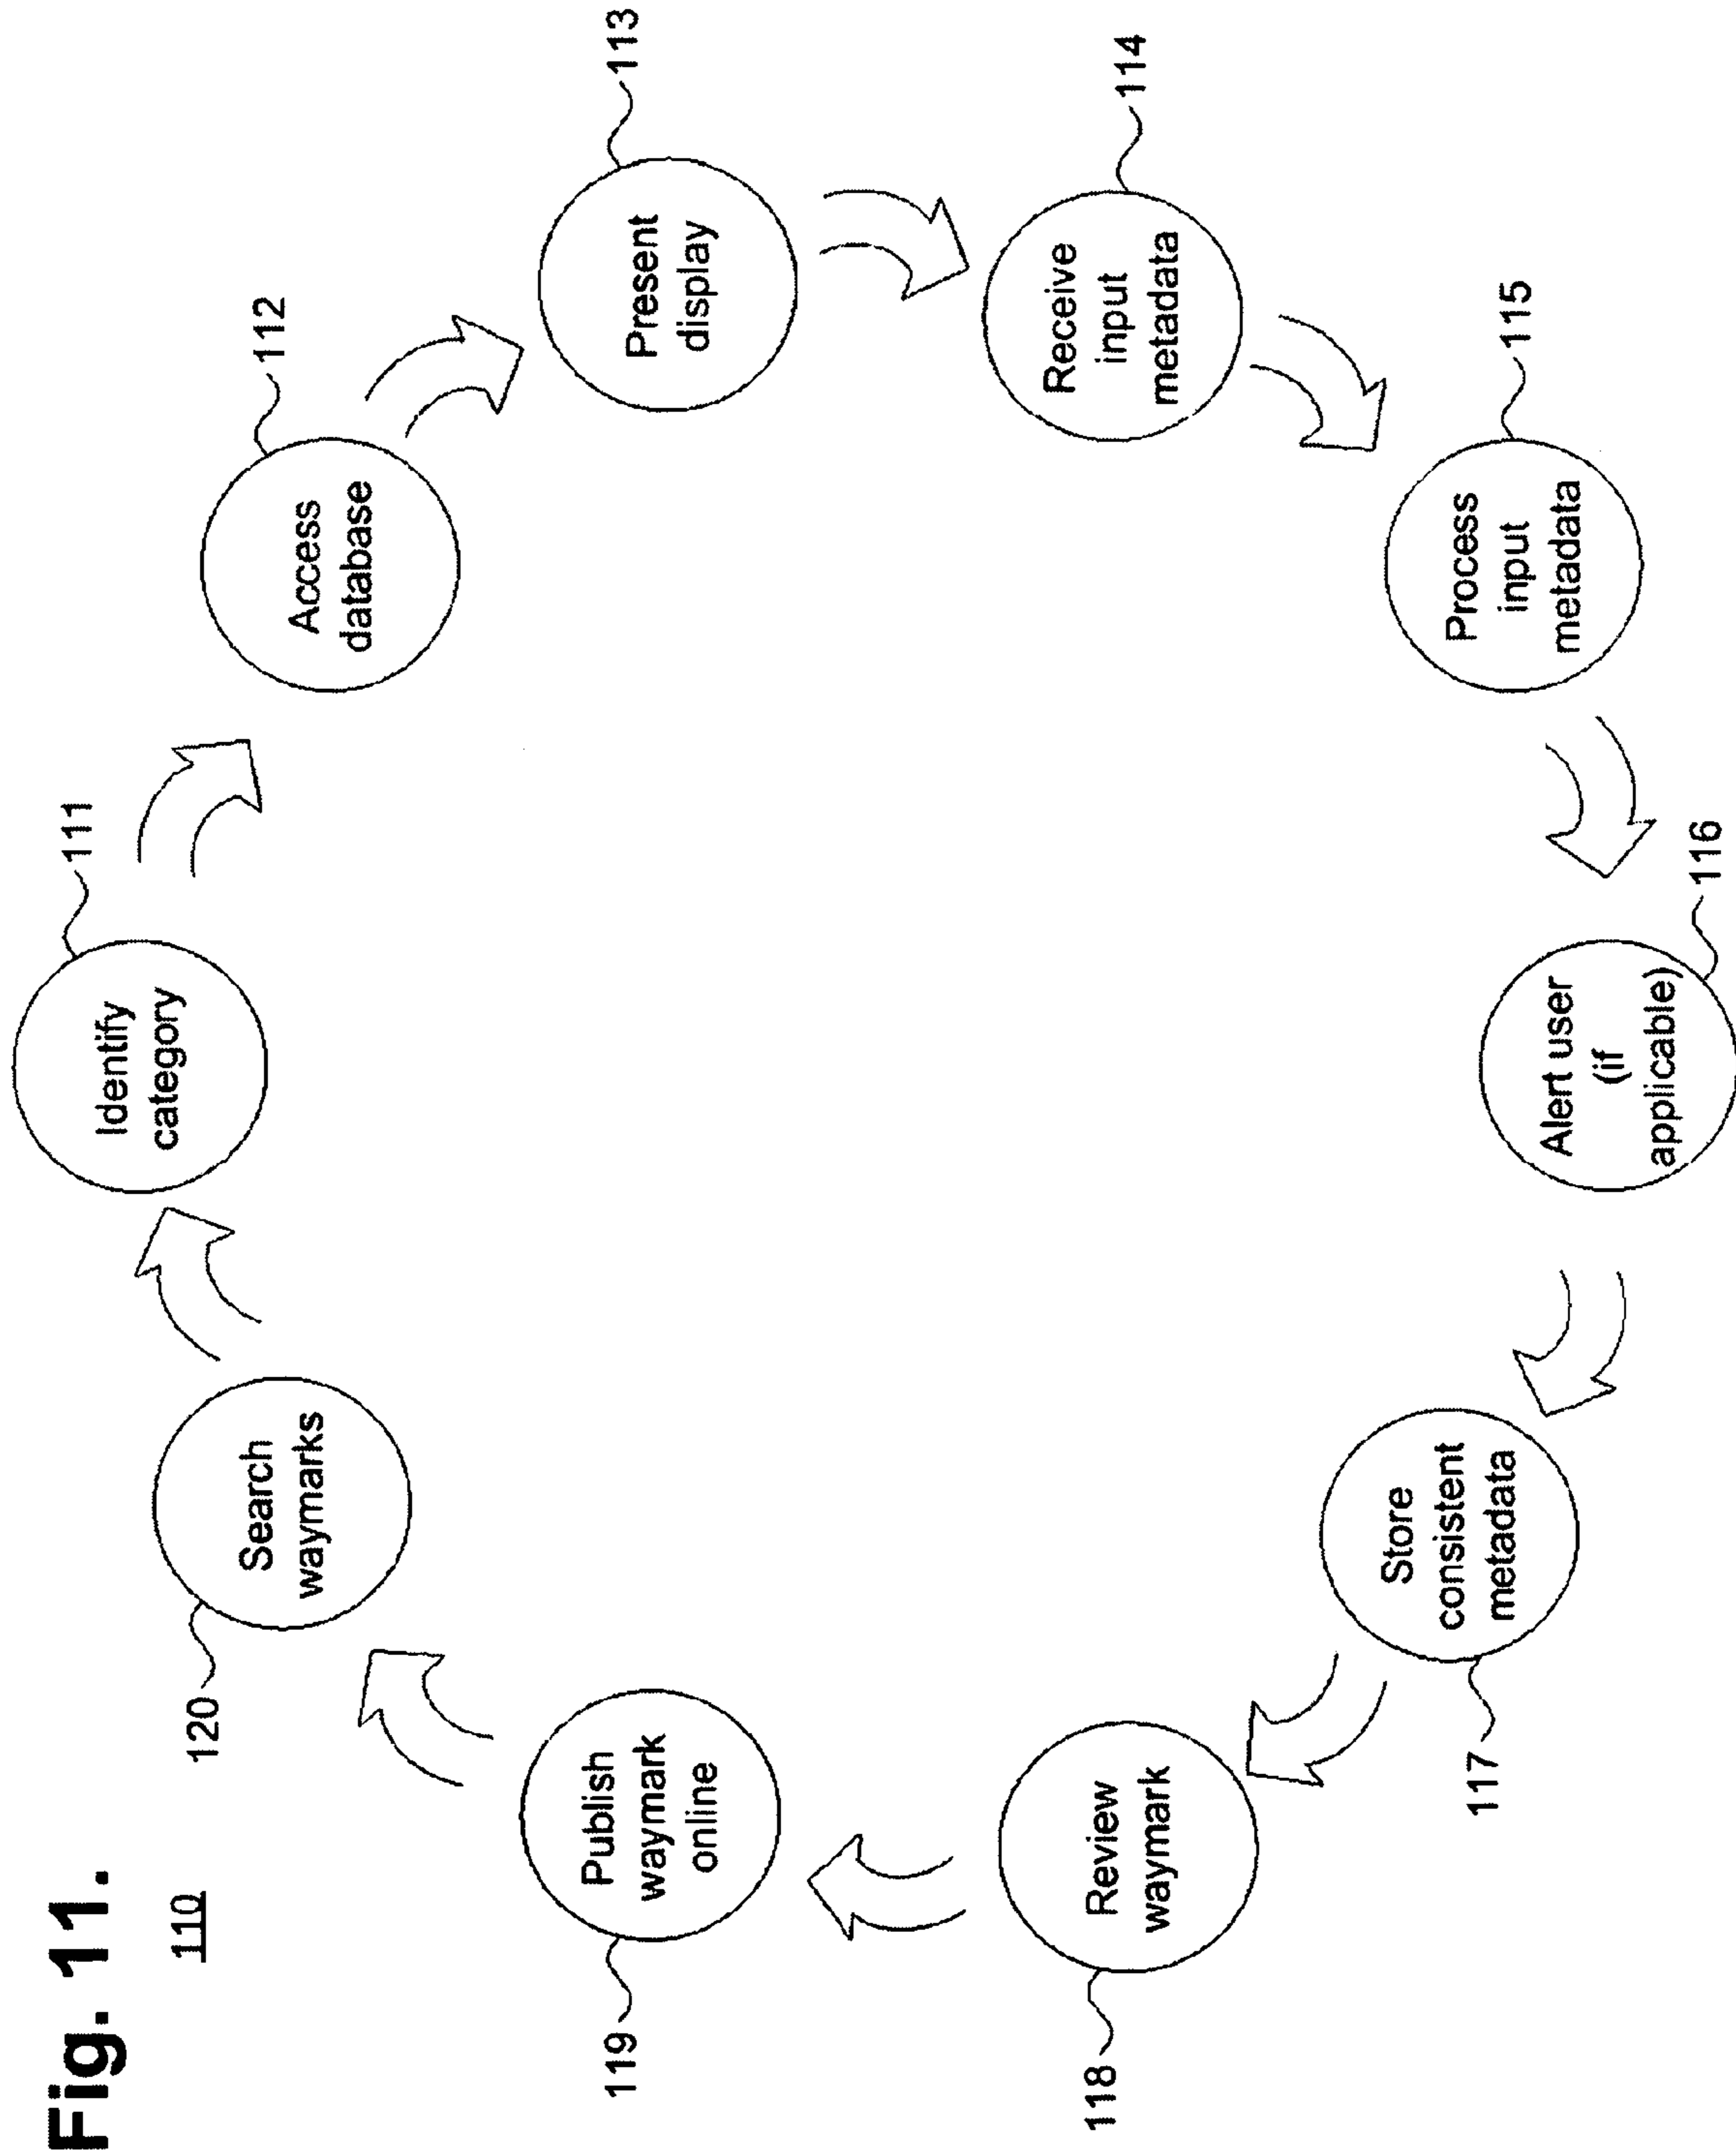 Fig. 11.
110
111
Identify
category
112
Access
database
113
Present
display
114
Receive
input
metadata
115
Process
input
metadata
116
Alert user
(if
applicable)
117
Store
consistent
metadata
118
Review
waymark
119
Publish
waymark
online
120
Search
waymarks